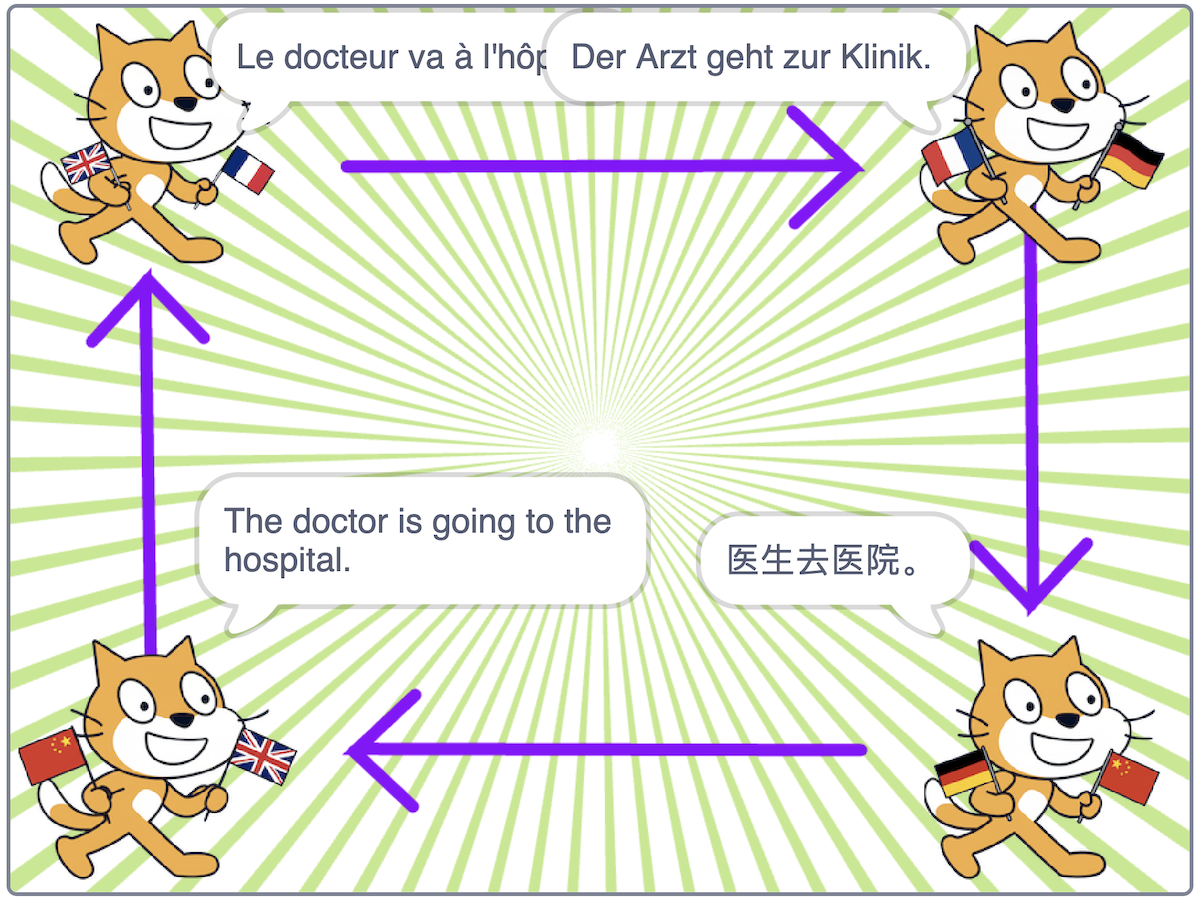 Le docteur va à l'hôp
Der Arzt geht zur Klinik.
The doctor is going to the
hospital.
医生去医院。